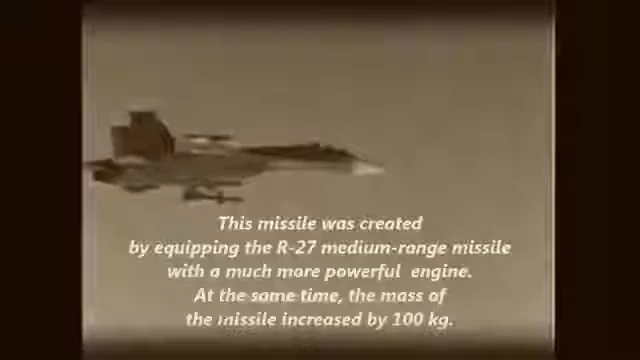 This missile was created
by equipping the R-27 medium-range missile
with a much more powerful engine.
At the same time, the mass of
the missile increased by 100 kg.